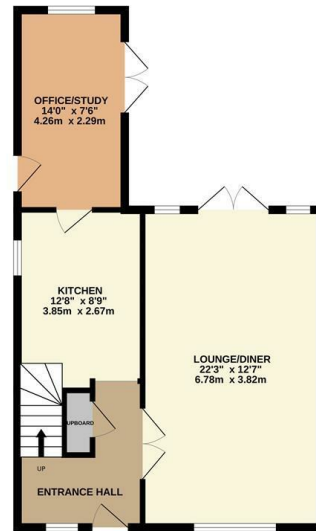 OFFICE/STUDY
14'0" x 7'6"
4.26m x 2.29m
KITCHEN
12'8" x 8'9"
3.85m x 2.67m
LOUNGE/DINER
22'3" x 12'7"
6.78m x 3.82m
UPBOARD
UP
ENTRANCE HALL